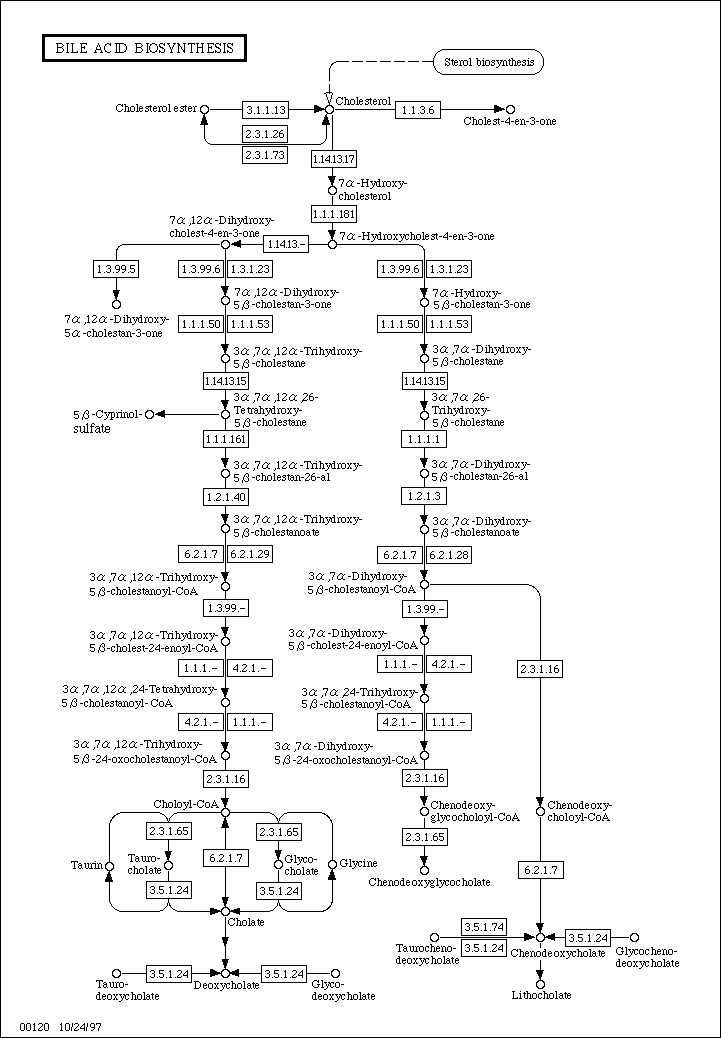 BILE ACID BIOSYNTHESIS
Sterol biosynthesis
Cholesterol ester
3.1.1.13
Cholesterol
1.1.3.6
Cholest-4-en-3-one
2.3.1.26
2.3.1.73
1.14.13.17
7α-Hydroxy-
cholesterol
1.1.1.181
7α,12α-Dihydroxy-
cholest-4-en-3-one
1.14.13.-
7α-Hydroxycholest-4-en-3-one
1.3.99.5
1.3.99.6
1.3.1.23
1.3.99.6
1.3.1.23
7α,12α-Dihydroxy-
5α-cholestan-3-one
7α,12α-Dihydroxy-
5β-cholestan-3-one
7α-Hydroxy-
5β-cholestan-3-one
1.1.1.50
1.1.1.53
1.1.1.50
1.1.1.53
3α,7α,12α-Trihydroxy-
5β-cholestane
3α,7α-Dihydroxy-
5β-cholestane
1.14.13.15
1.14.13.15
5β-Cyprinol-
sulfate
3α,7α,12α,26-
Tetrahydroxy-
5β-cholestane
3α,7α,26-
Trihydroxy-
5β-cholestane
1.1.1.161
1.1.1.1
3α,7α,12α-Trihydroxy-
5β-cholestan-26-al
3α,7α-Dihydroxy-
5β-cholestan-26-al
1.2.1.40
1.2.1.3
3α,7α,12α-Trihydroxy-
5β-cholestanoate
3α,7α-Dihydroxy-
5β-cholestanoate
6.2.1.7
6.2.1.29
6.2.1.7
6.2.1.28
3α,7α,12α-Trihydroxy-
5β-cholestanoyl-CoA
3α,7α-Dihydroxy-
5β-cholestanoyl-CoA
1.3.99.-
1.3.99.-
3α,7α,12α-Trihydroxy-
5β-cholest-24-enoyl-CoA
3α,7α-Dihydroxy-
5β-cholest-24-enoyl-CoA
1.1.1.-
4.2.1.-
1.1.1.-
4.2.1.-
2.3.1.16
3α,7α,12α,24-Tetrahydroxy-
5β-cholestanoyl-CoA
3α,7α,24-Trihydroxy-
5β-cholestanoyl-CoA
4.2.1.-
1.1.1.-
4.2.1.-
1.1.1.-
3α,7α,12α-Trihydroxy-
5β-24-oxocholestanoyl-CoA
3α,7α-Dihydroxy-
5β-24-oxocholestanoyl-CoA
2.3.1.16
2.3.1.16
Choloyl-CoA
Chenodeoxy-
glycocholoyl-CoA
Chenodeoxy-
choloyl-CoA
2.3.1.65
2.3.1.65
2.3.1.65
Taurin
Tauro-
cholate
6.2.1.7
Glyco-
cholate
Glycine
6.2.1.7
Chenodeoxyglycocholate
3.5.1.24
3.5.1.24
Cholate
3.5.1.74
3.5.1.24
Taurocheno-
deoxycholate
Chenodeoxycholate
3.5.1.24
Glycocheno-
deoxycholate
3.5.1.24
3.5.1.24
Tauro-
deoxycholate
Deoxycholate
Glyco-
deoxycholate
Lithocholate
00120 10/24/97